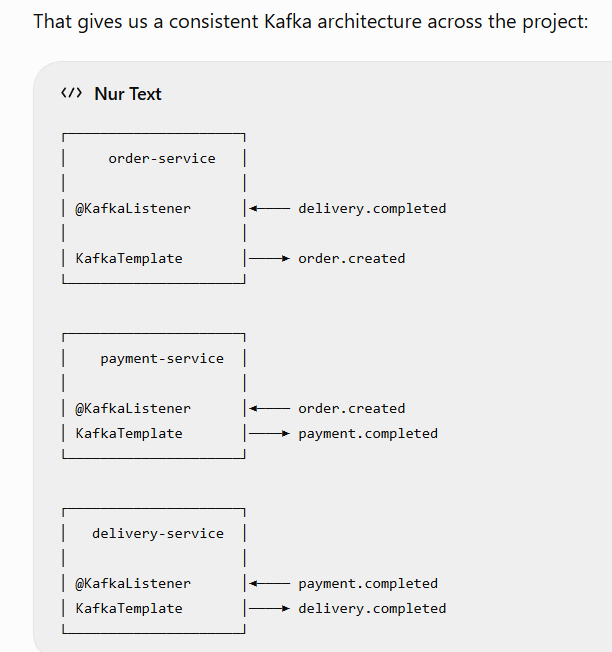 That gives us a consistent Kafka architecture across the project:
</> Nur Text
order-service
@KafkaListener ◄──── delivery.completed
KafkaTemplate ────► order.created
payment-service
@KafkaListener ◄──── order.created
KafkaTemplate ────► payment.completed
delivery-service
@KafkaListener ◄──── payment.completed
KafkaTemplate ────► delivery.completed